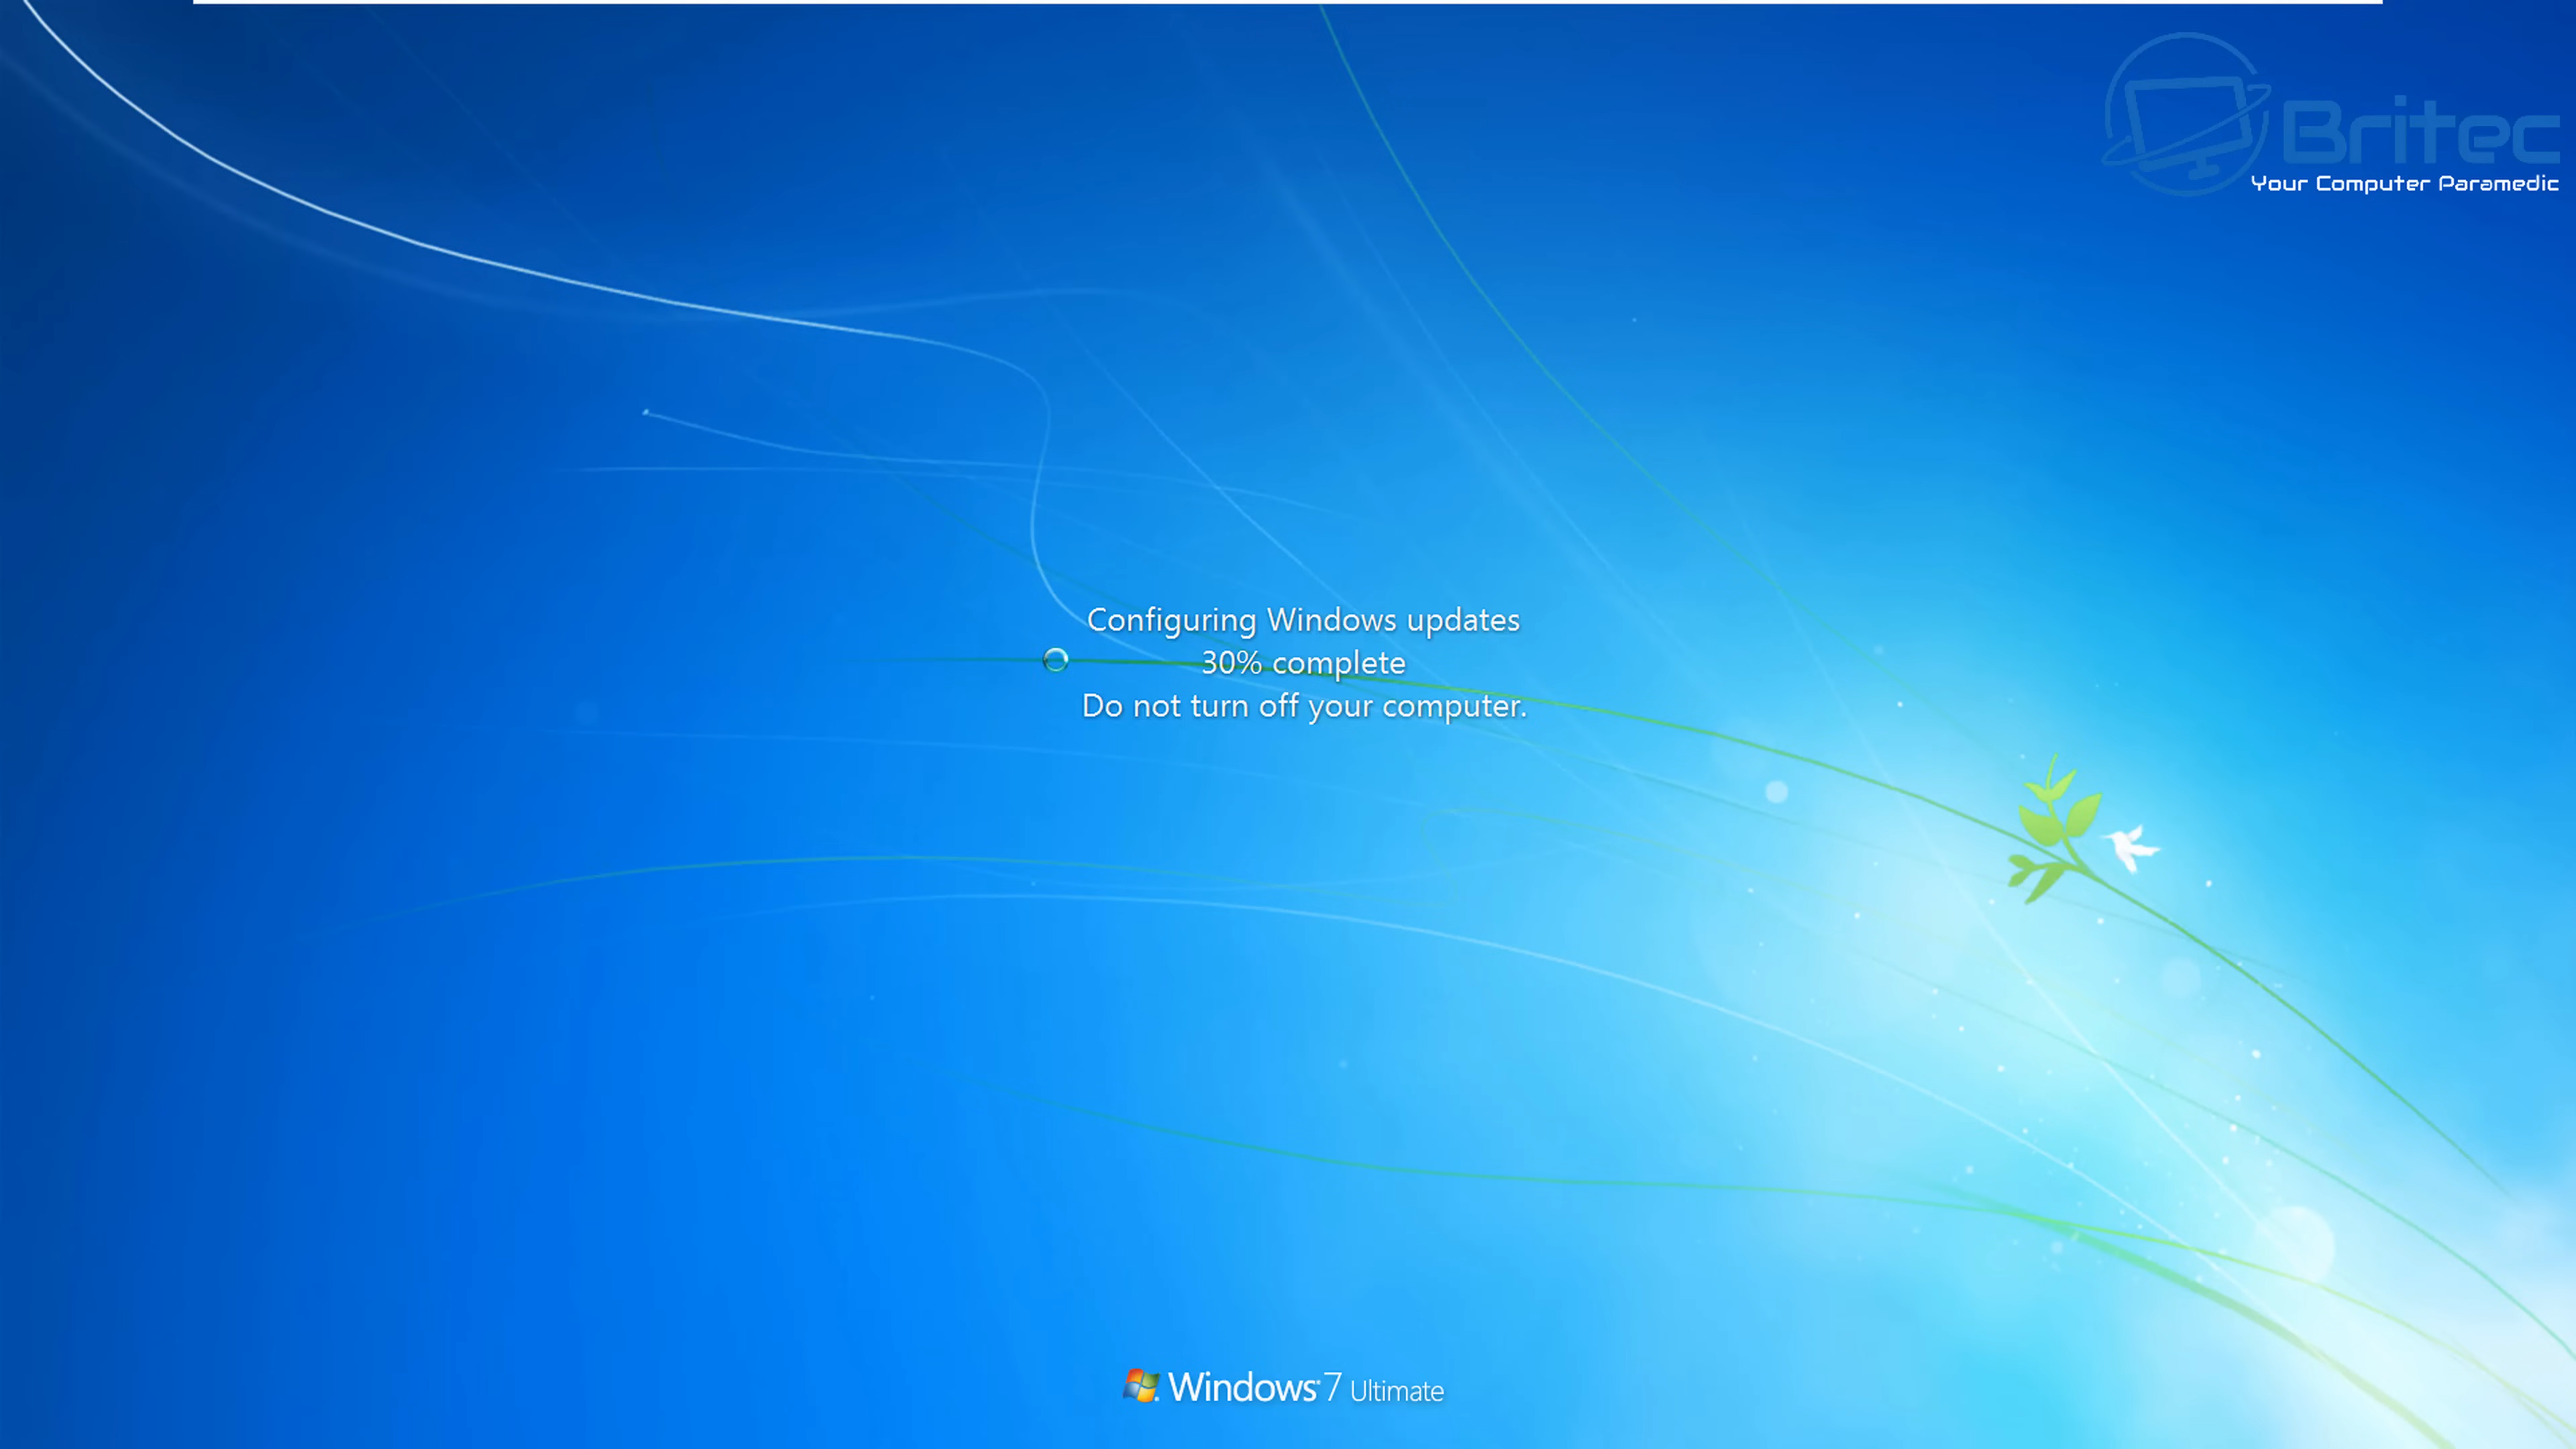 Britec
Your Computer Paramedic
Configuring Windows updates
30% complete
Do not turn off your computer.
Windows 7 Ultimate